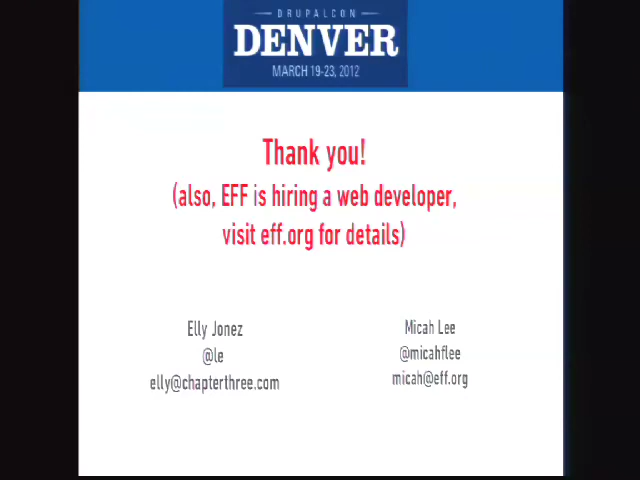 DRUPALCON
DENVER
MARCH 19-23, 2012
Thank you!
(also, EFF is hiring a web developer,
visit eff.org for details)
Elly Jonez
@le
elly@chapterthree.com
Micah Lee
@micahflee
micah@eff.org